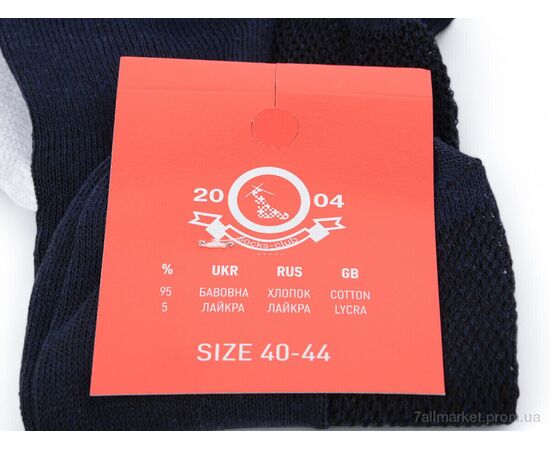 20 04
Socks-club
% UKR RUS GB
95 БАВОВНА ХЛОПОК COTTON
5 ЛАЙКРА ЛАЙКРА LYCRA
SIZE 40-44
7allmarket.prom.ua